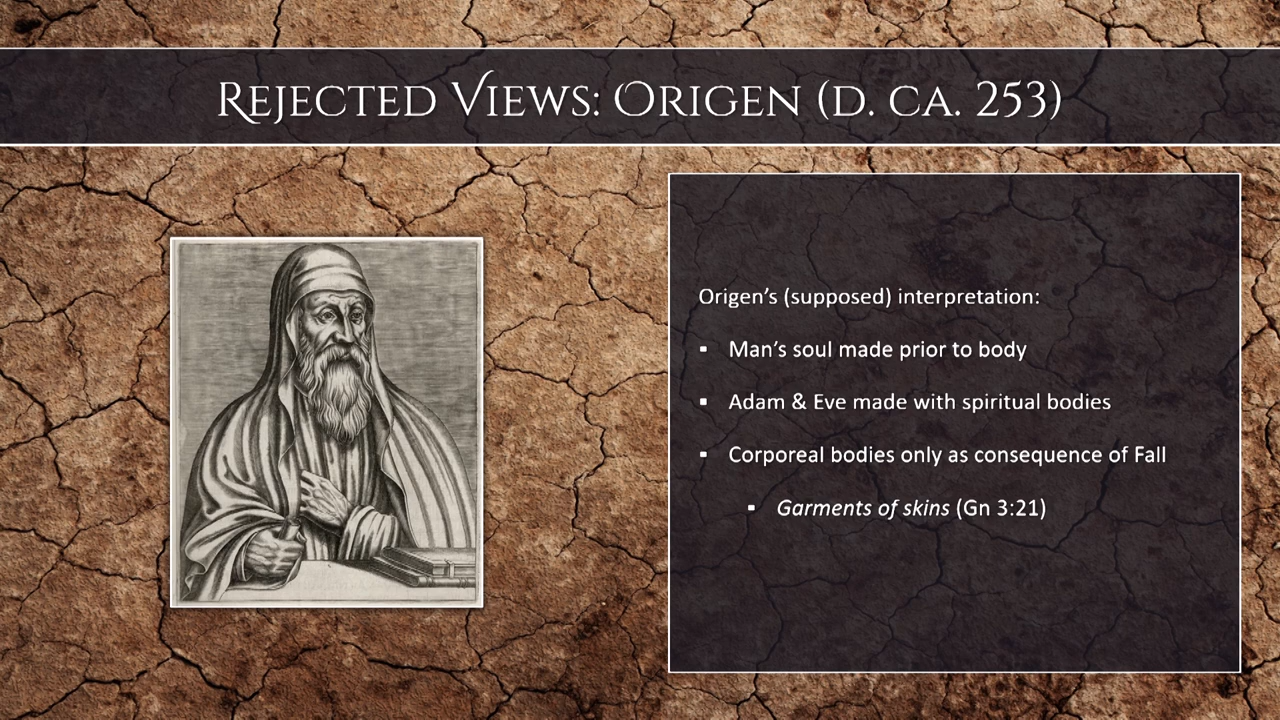 Rejected Views: Origen (d. ca. 253)
Origen's (supposed) interpretation:
▪ Man's soul made prior to body
▪ Adam & Eve made with spiritual bodies
▪ Corporeal bodies only as consequence of Fall
▪ Garments of skins (Gn 3:21)